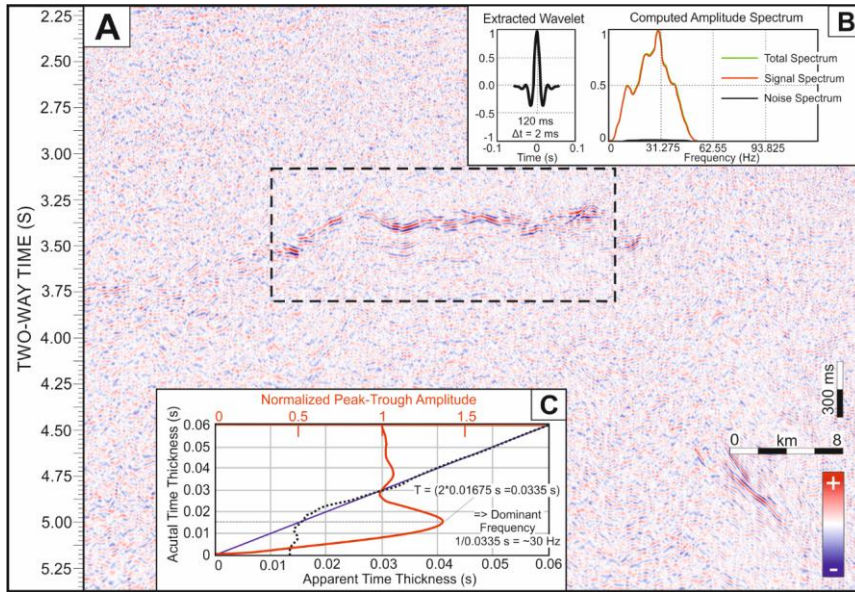 TWO-WAY TIME (S)
2.25
2.50
2.75
3.00
3.25
3.50
3.75
4.00
4.25
4.50
4.75
5.00
5.25
A
B
Extracted Wavelet
1
0.5
0
-0.5
-1
120 ms
Δt = 2 ms
-0.1 0 0.1
Time (s)
Computed Amplitude Spectrum
1
0.5
0
Total Spectrum
Signal Spectrum
Noise Spectrum
0 31.275 62.55 93.825
Frequency (Hz)
C
Normalized Peak-Trough Amplitude
0 0.5 1 1.5
Acutal Time Thickness (s)
0.06
0.05
0.04
0.03
0.02
0.01
0
T = (2*0.01675 s =0.0335 s)
=> Dominant
Frequency
1/0.0335 s = ~30 Hz
0 0.01 0.02 0.03 0.04 0.05 0.06
Apparent Time Thickness (s)
300 ms
0 km 8
+
-